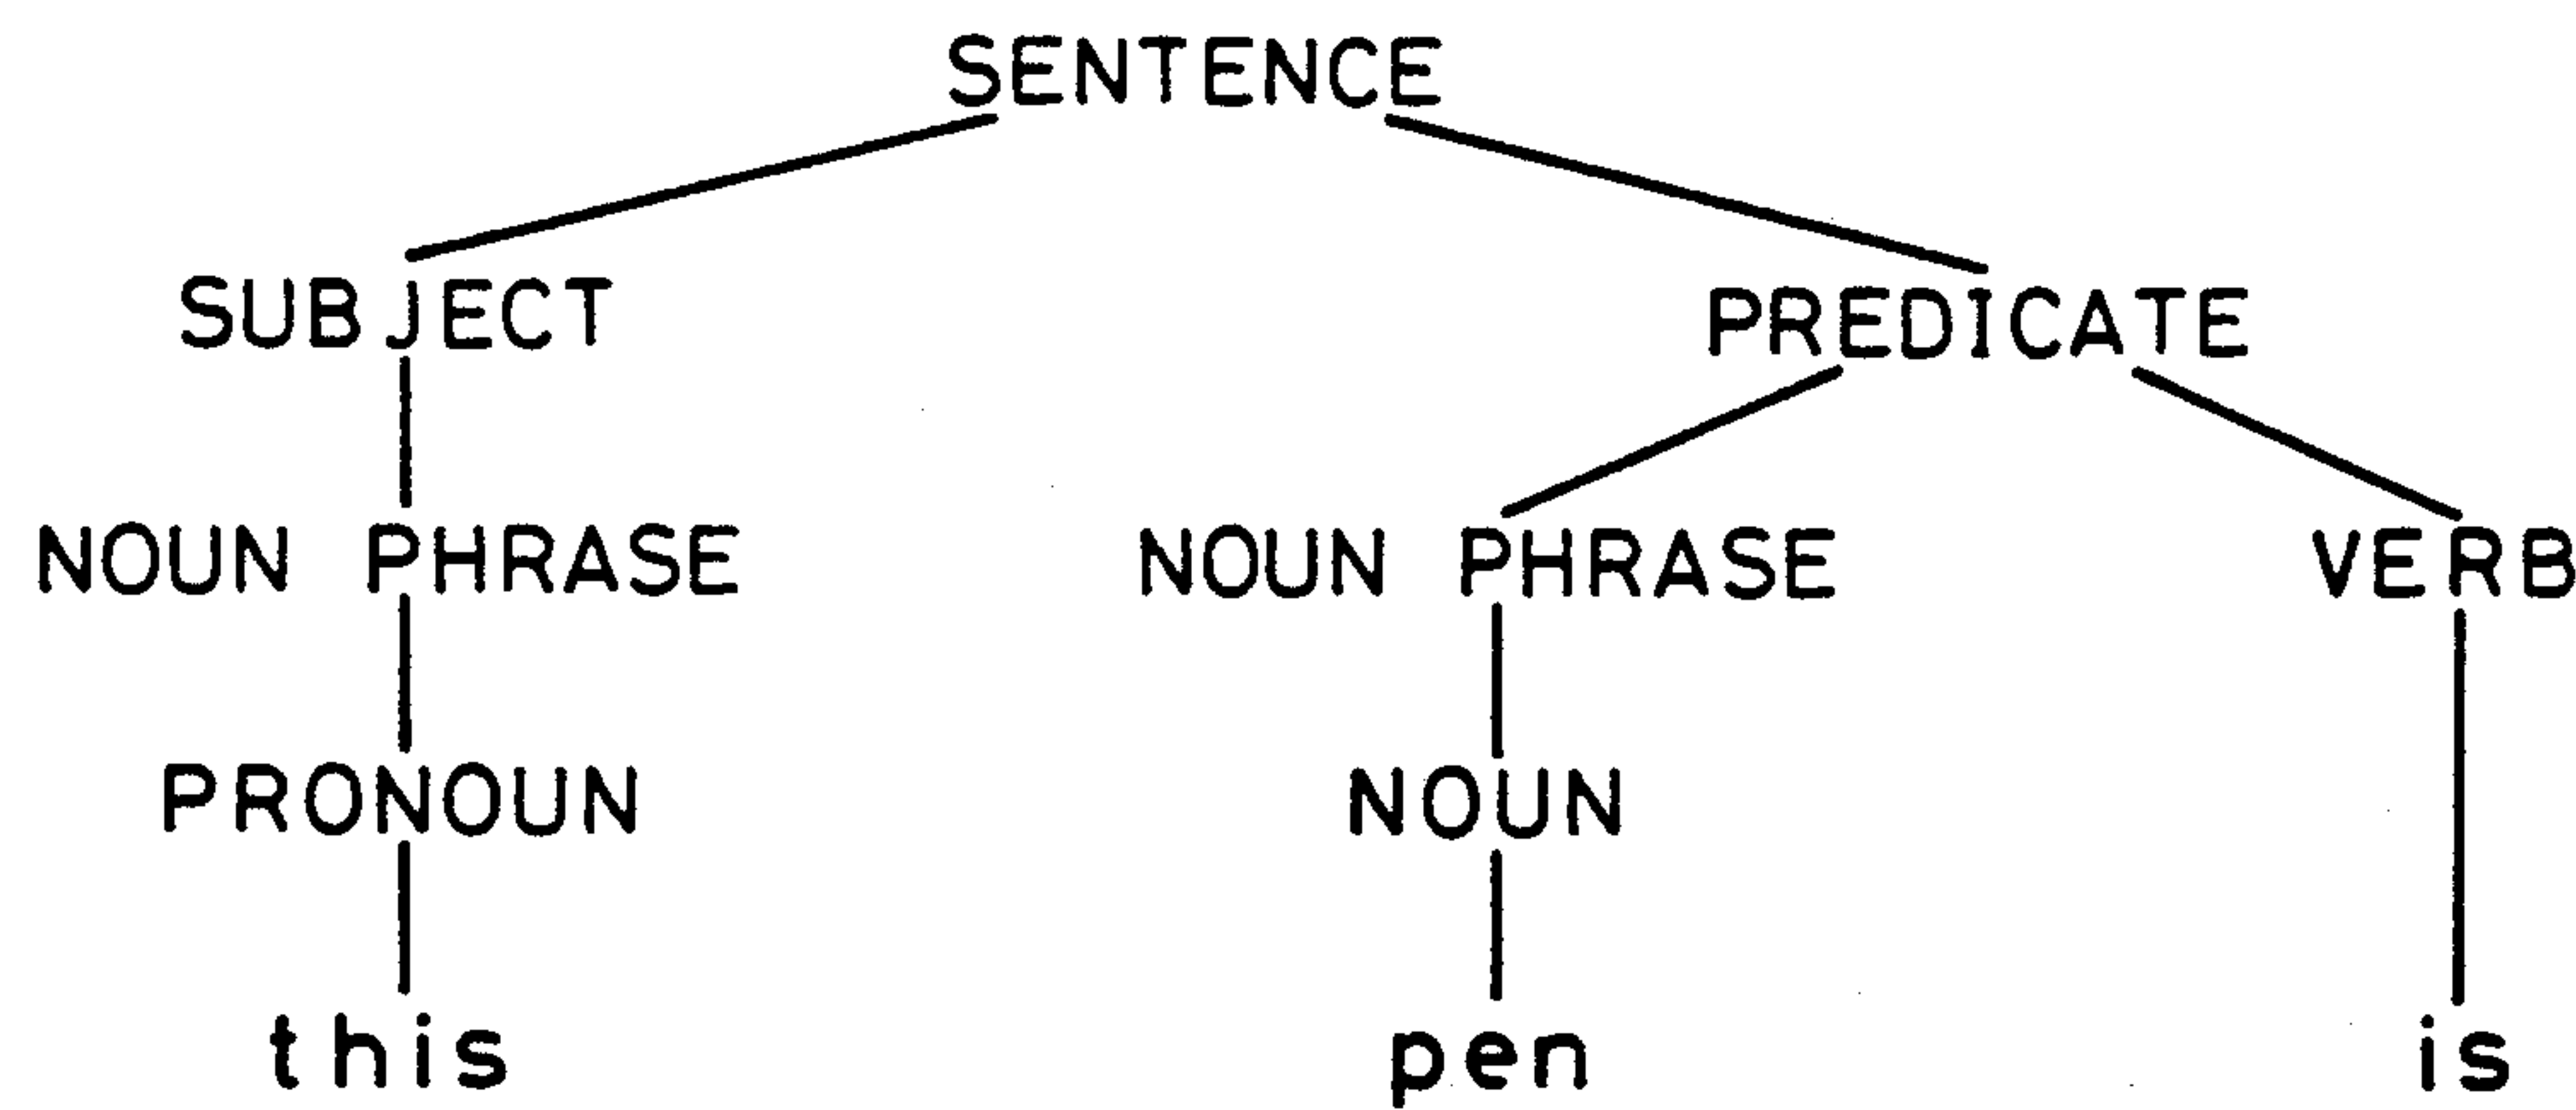 SENTENCE
SUBJECT PREDICATE
NOUN PHRASE NOUN PHRASE VERB
PRONOUN NOUN
this pen is